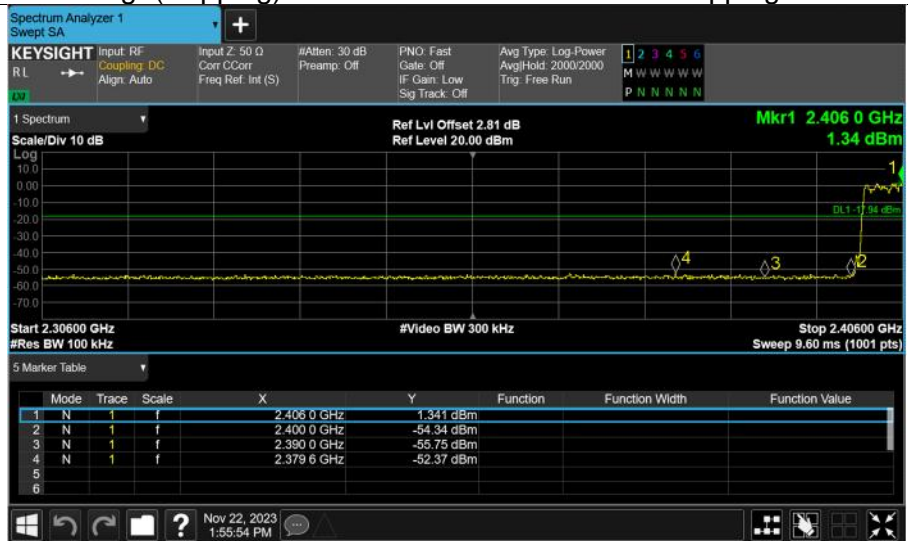 Spectrum Analyzer 1
Swept SA
+
KEYSIGHT
RL
Input: RF
Coupling: DC
Align: Auto
Input Z: 50 Ω
Corr CCorr
Freq Ref: Int (S)
#Atten: 30 dB
Preamp: Off
PNO: Fast
Gate: Off
IF Gain: Low
Sig Track: Off
Avg Type: Log-Power
Avg|Hold: 2000/2000
Trig: Free Run
1 2 3 4 5 6
M W W W W W
P N N N N N
1 Spectrum
Scale/Div 10 dB
Ref Lvl Offset 2.81 dB
Ref Level 20.00 dBm
Mkr1 2.406 0 GHz
1.34 dBm
Log
10.0
0.00
-10.0
-20.0
-30.0
-40.0
-50.0
-60.0
-70.0
1
DL1 -17.94 dBm
4
3
2
Start 2.30600 GHz
#Res BW 100 kHz
#Video BW 300 kHz
Stop 2.40600 GHz
Sweep 9.60 ms (1001 pts)
5 Marker Table
Mode Trace Scale X Y Function Function Width Function Value
1 N 1 f 2.406 0 GHz 1.341 dBm
2 N 1 f 2.400 0 GHz -54.34 dBm
3 N 1 f 2.390 0 GHz -55.75 dBm
4 N 1 f 2.379 6 GHz -52.37 dBm
5
6
?
Nov 22, 2023
1:55:54 PM